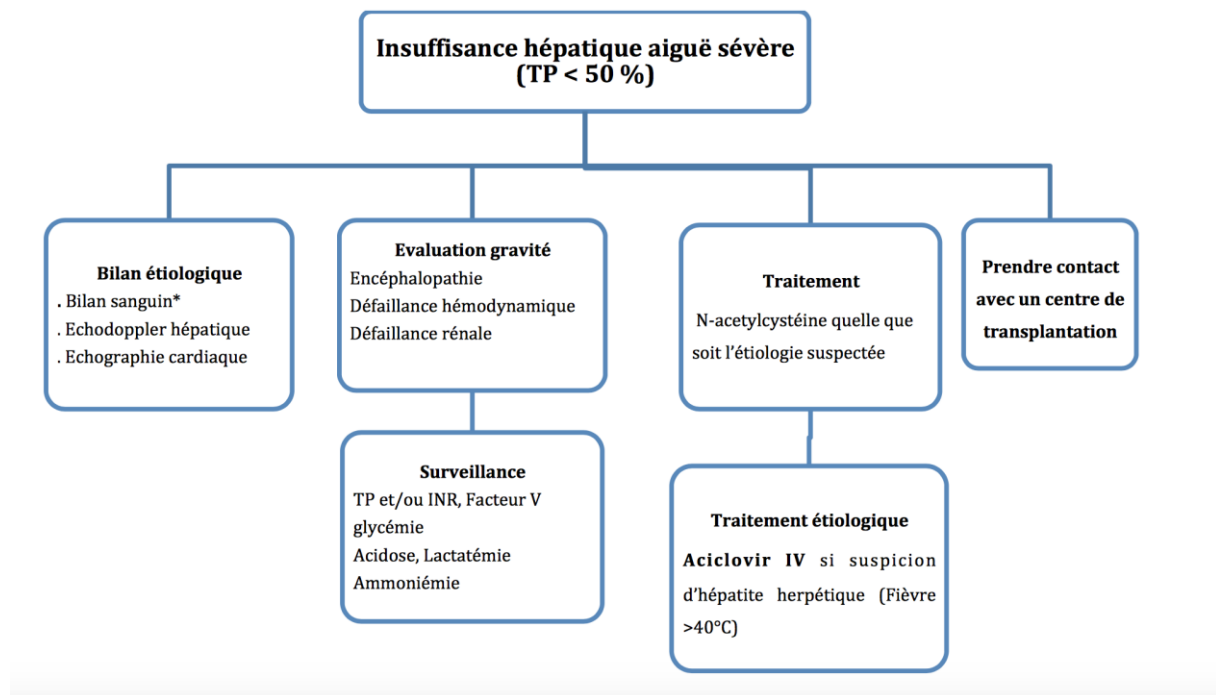 Insuffisance hépatique aiguë sévère
(TP < 50 %)
Bilan étiologique
. Bilan sanguin*
. Echodoppler hépatique
. Echographie cardiaque
Evaluation gravité
Encéphalopathie
Défaillance hémodynamique
Défaillance rénale
Surveillance
TP et/ou INR, Facteur V
glycémie
Acidose, Lactatémie
Ammoniémie
Traitement
N-acetylcystéine quelle que
soit l'étiologie suspectée
Traitement étiologique
Aciclovir IV si suspicion
d'hépatite herpétique (Fièvre
>40°C)
Prendre contact
avec un centre de
transplantation